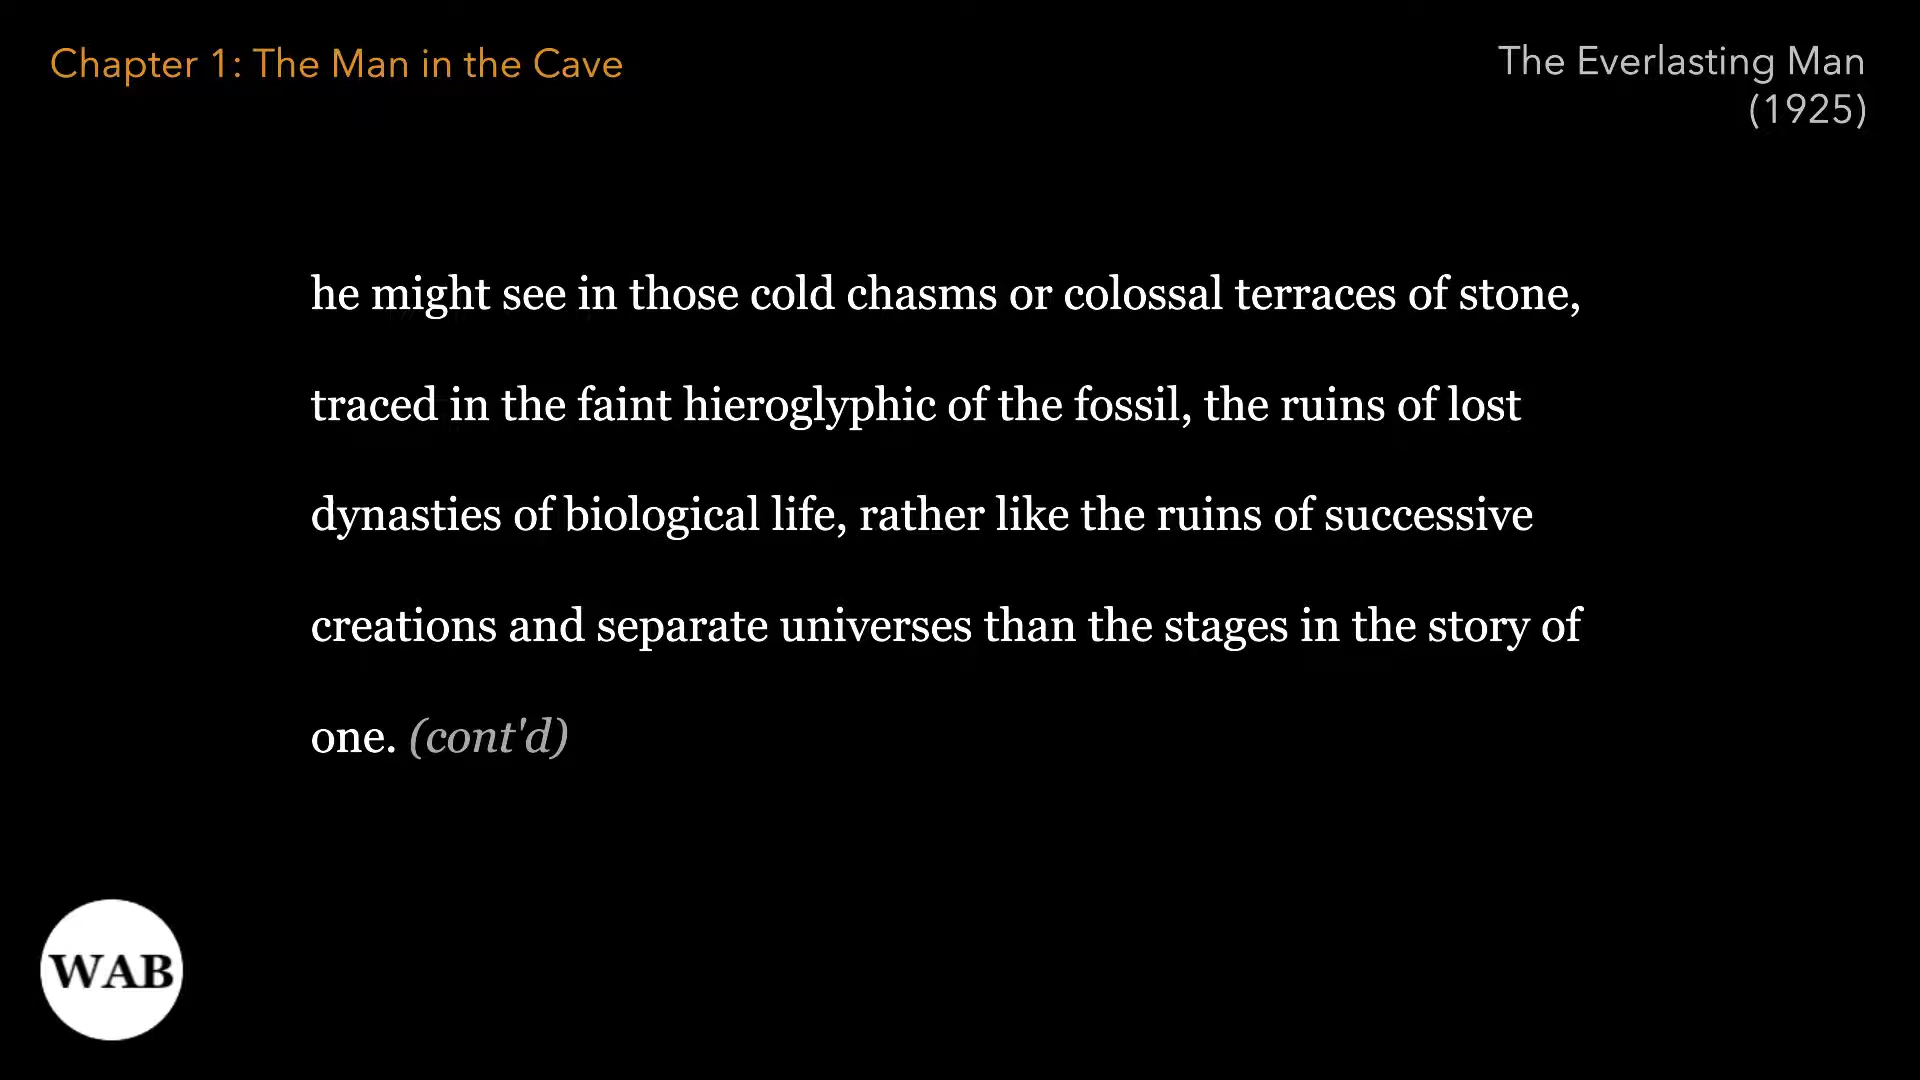 Chapter 1: The Man in the Cave
The Everlasting Man
(1925)
he might see in those cold chasms or colossal terraces of stone,
traced in the faint hieroglyphic of the fossil, the ruins of lost
dynasties of biological life, rather like the ruins of successive
creations and separate universes than the stages in the story of
one. (cont'd)
WAB